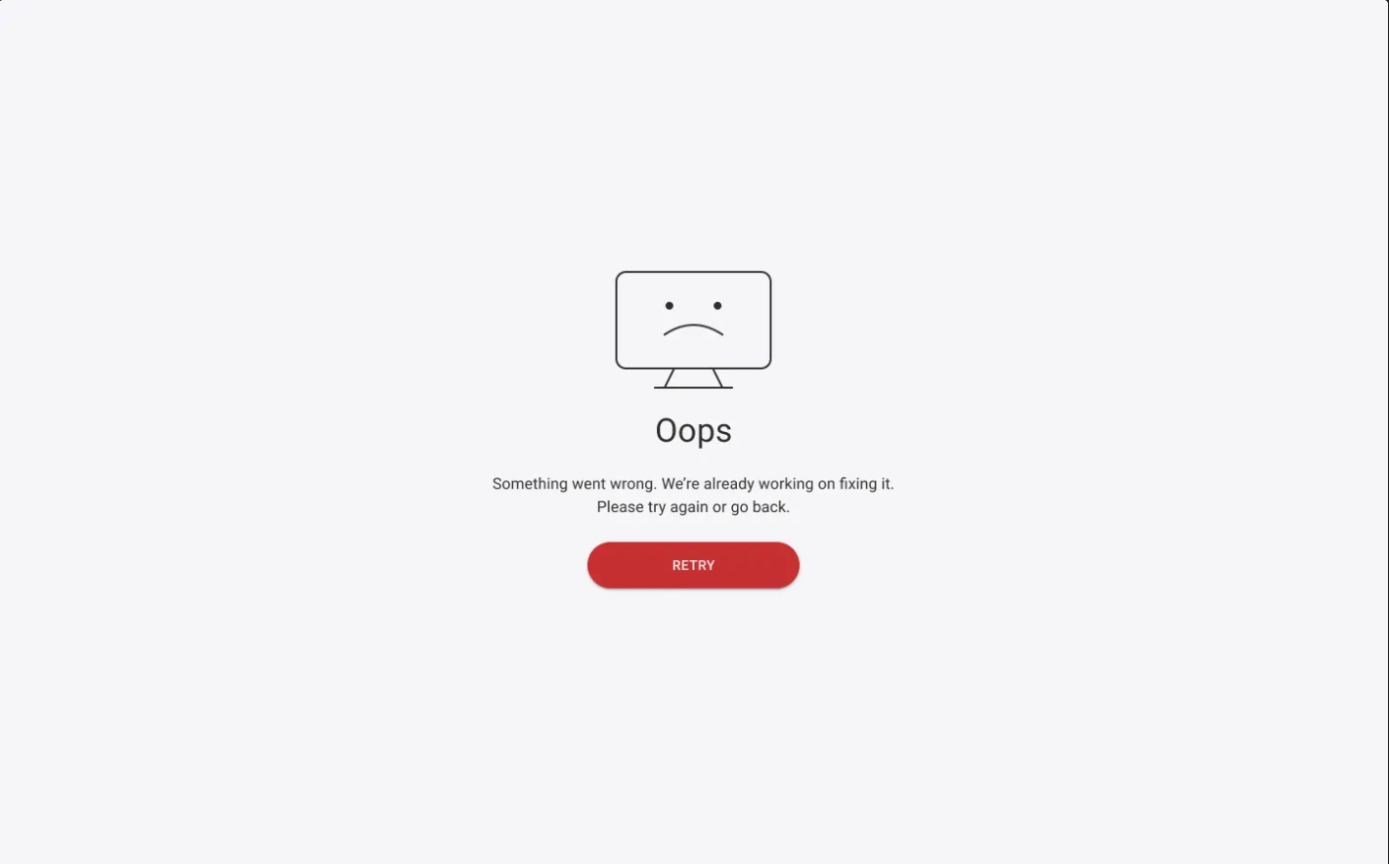 Oops
Something went wrong. We’re already working on fixing it.
Please try again or go back.
RETRY